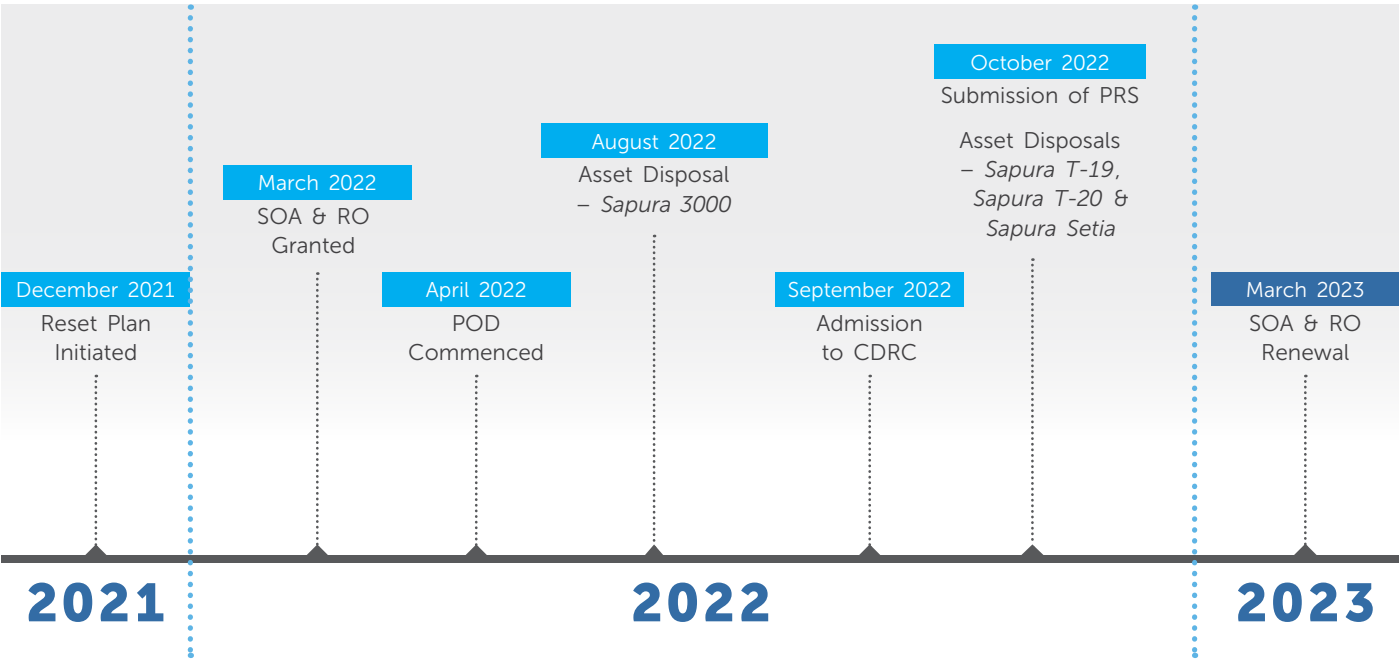 December 2021
Reset Plan
Initiated
March 2022
SOA & RO
Granted
April 2022
POD
Commenced
August 2022
Asset Disposal
– Sapura 3000
September 2022
Admission
to CDRC
October 2022
Submission of PRS
Asset Disposals
– Sapura T-19,
Sapura T-20 &
Sapura Setia
March 2023
SOA & RO
Renewal
2021
2022
2023